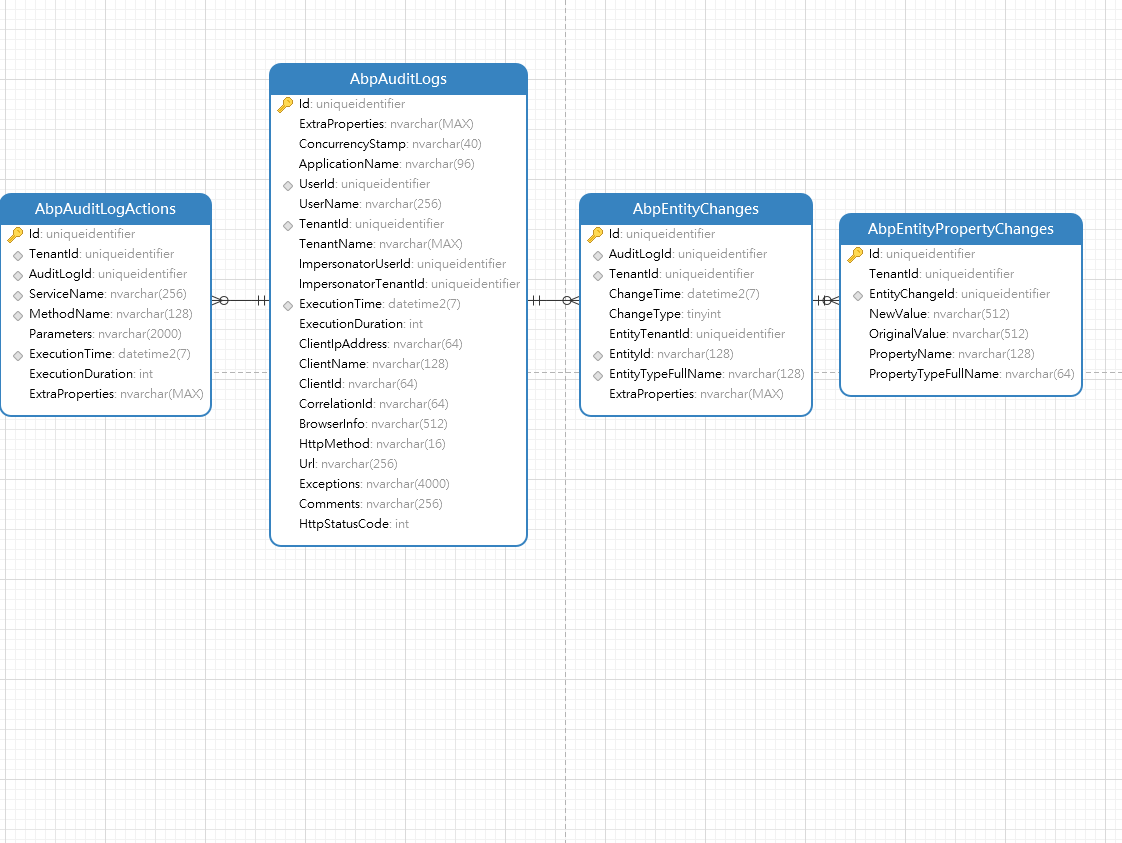 AbpAuditLogActions
Id: uniqueidentifier
TenantId: uniqueidentifier
AuditLogId: uniqueidentifier
ServiceName: nvarchar(256)
MethodName: nvarchar(128)
Parameters: nvarchar(2000)
ExecutionTime: datetime2(7)
ExecutionDuration: int
ExtraProperties: nvarchar(MAX)
AbpAuditLogs
Id: uniqueidentifier
ExtraProperties: nvarchar(MAX)
ConcurrencyStamp: nvarchar(40)
ApplicationName: nvarchar(96)
UserId: uniqueidentifier
UserName: nvarchar(256)
TenantId: uniqueidentifier
TenantName: nvarchar(MAX)
ImpersonatorUserId: uniqueidentifier
ImpersonatorTenantId: uniqueidentifier
ExecutionTime: datetime2(7)
ExecutionDuration: int
ClientIpAddress: nvarchar(64)
ClientName: nvarchar(128)
ClientId: nvarchar(64)
CorrelationId: nvarchar(64)
BrowserInfo: nvarchar(512)
HttpMethod: nvarchar(16)
Url: nvarchar(256)
Exceptions: nvarchar(4000)
Comments: nvarchar(256)
HttpStatusCode: int
AbpEntityChanges
Id: uniqueidentifier
AuditLogId: uniqueidentifier
TenantId: uniqueidentifier
ChangeTime: datetime2(7)
ChangeType: tinyint
EntityTenantId: uniqueidentifier
EntityId: nvarchar(128)
EntityTypeFullName: nvarchar(128)
ExtraProperties: nvarchar(MAX)
AbpEntityPropertyChanges
Id: uniqueidentifier
TenantId: uniqueidentifier
EntityChangeId: uniqueidentifier
NewValue: nvarchar(512)
OriginalValue: nvarchar(512)
PropertyName: nvarchar(128)
PropertyTypeFullName: nvarchar(64)